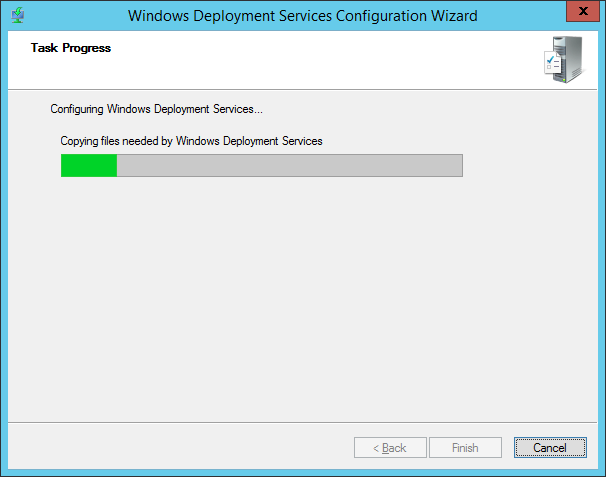 Windows Deployment Services Configuration Wizard
Task Progress
Configuring Windows Deployment Services...
Copying files needed by Windows Deployment Services
< Back
Finish
Cancel